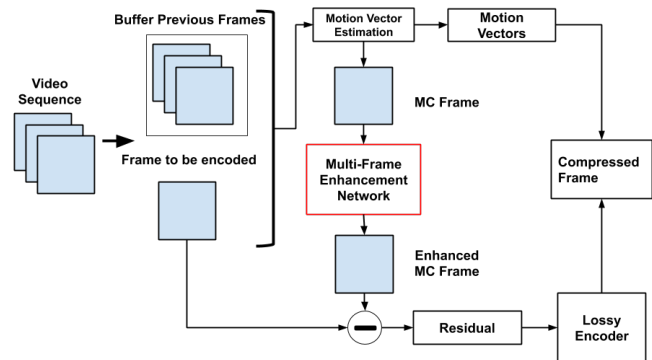 Buffer Previous Frames
Video
Sequence
Frame to be encoded
Motion Vector
Estimation
Motion
Vectors
MC Frame
Multi-Frame
Enhancement
Network
Compressed
Frame
Enhanced
MC Frame
Residual
Lossy
Encoder